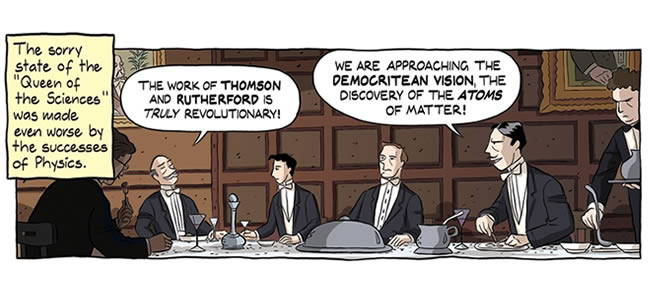 The sorry
state of the
"Queen of
the Sciences"
was made
even worse by
the successes
of Physics.
THE WORK OF THOMSON
AND RUTHERFORD IS
TRULY REVOLUTIONARY!
WE ARE APPROACHING THE
DEMOCRITEAN VISION, THE
DISCOVERY OF THE ATOMS
OF MATTER!